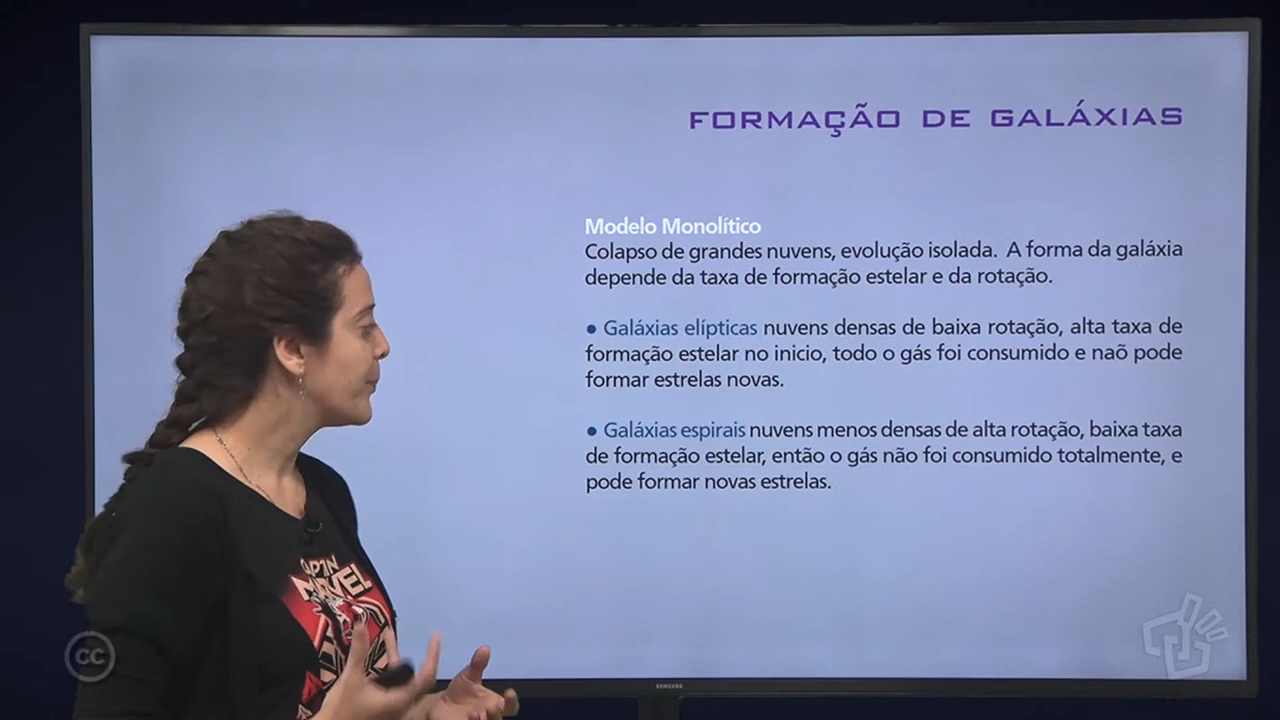 FORMAÇÃO DE GALÁXIAS
Modelo Monolítico
Colapso de grandes nuvens, evolução isolada. A forma da galáxia
depende da taxa de formação estelar e da rotação.
• Galáxias elípticas nuvens densas de baixa rotação, alta taxa de
formação estelar no inicio, todo o gás foi consumido e naõ pode
formar estrelas novas.
• Galáxias espirais nuvens menos densas de alta rotação, baixa taxa
de formação estelar, então o gás não foi consumido totalmente, e
pode formar novas estrelas.
MARVEL
cc
SAMSUNG